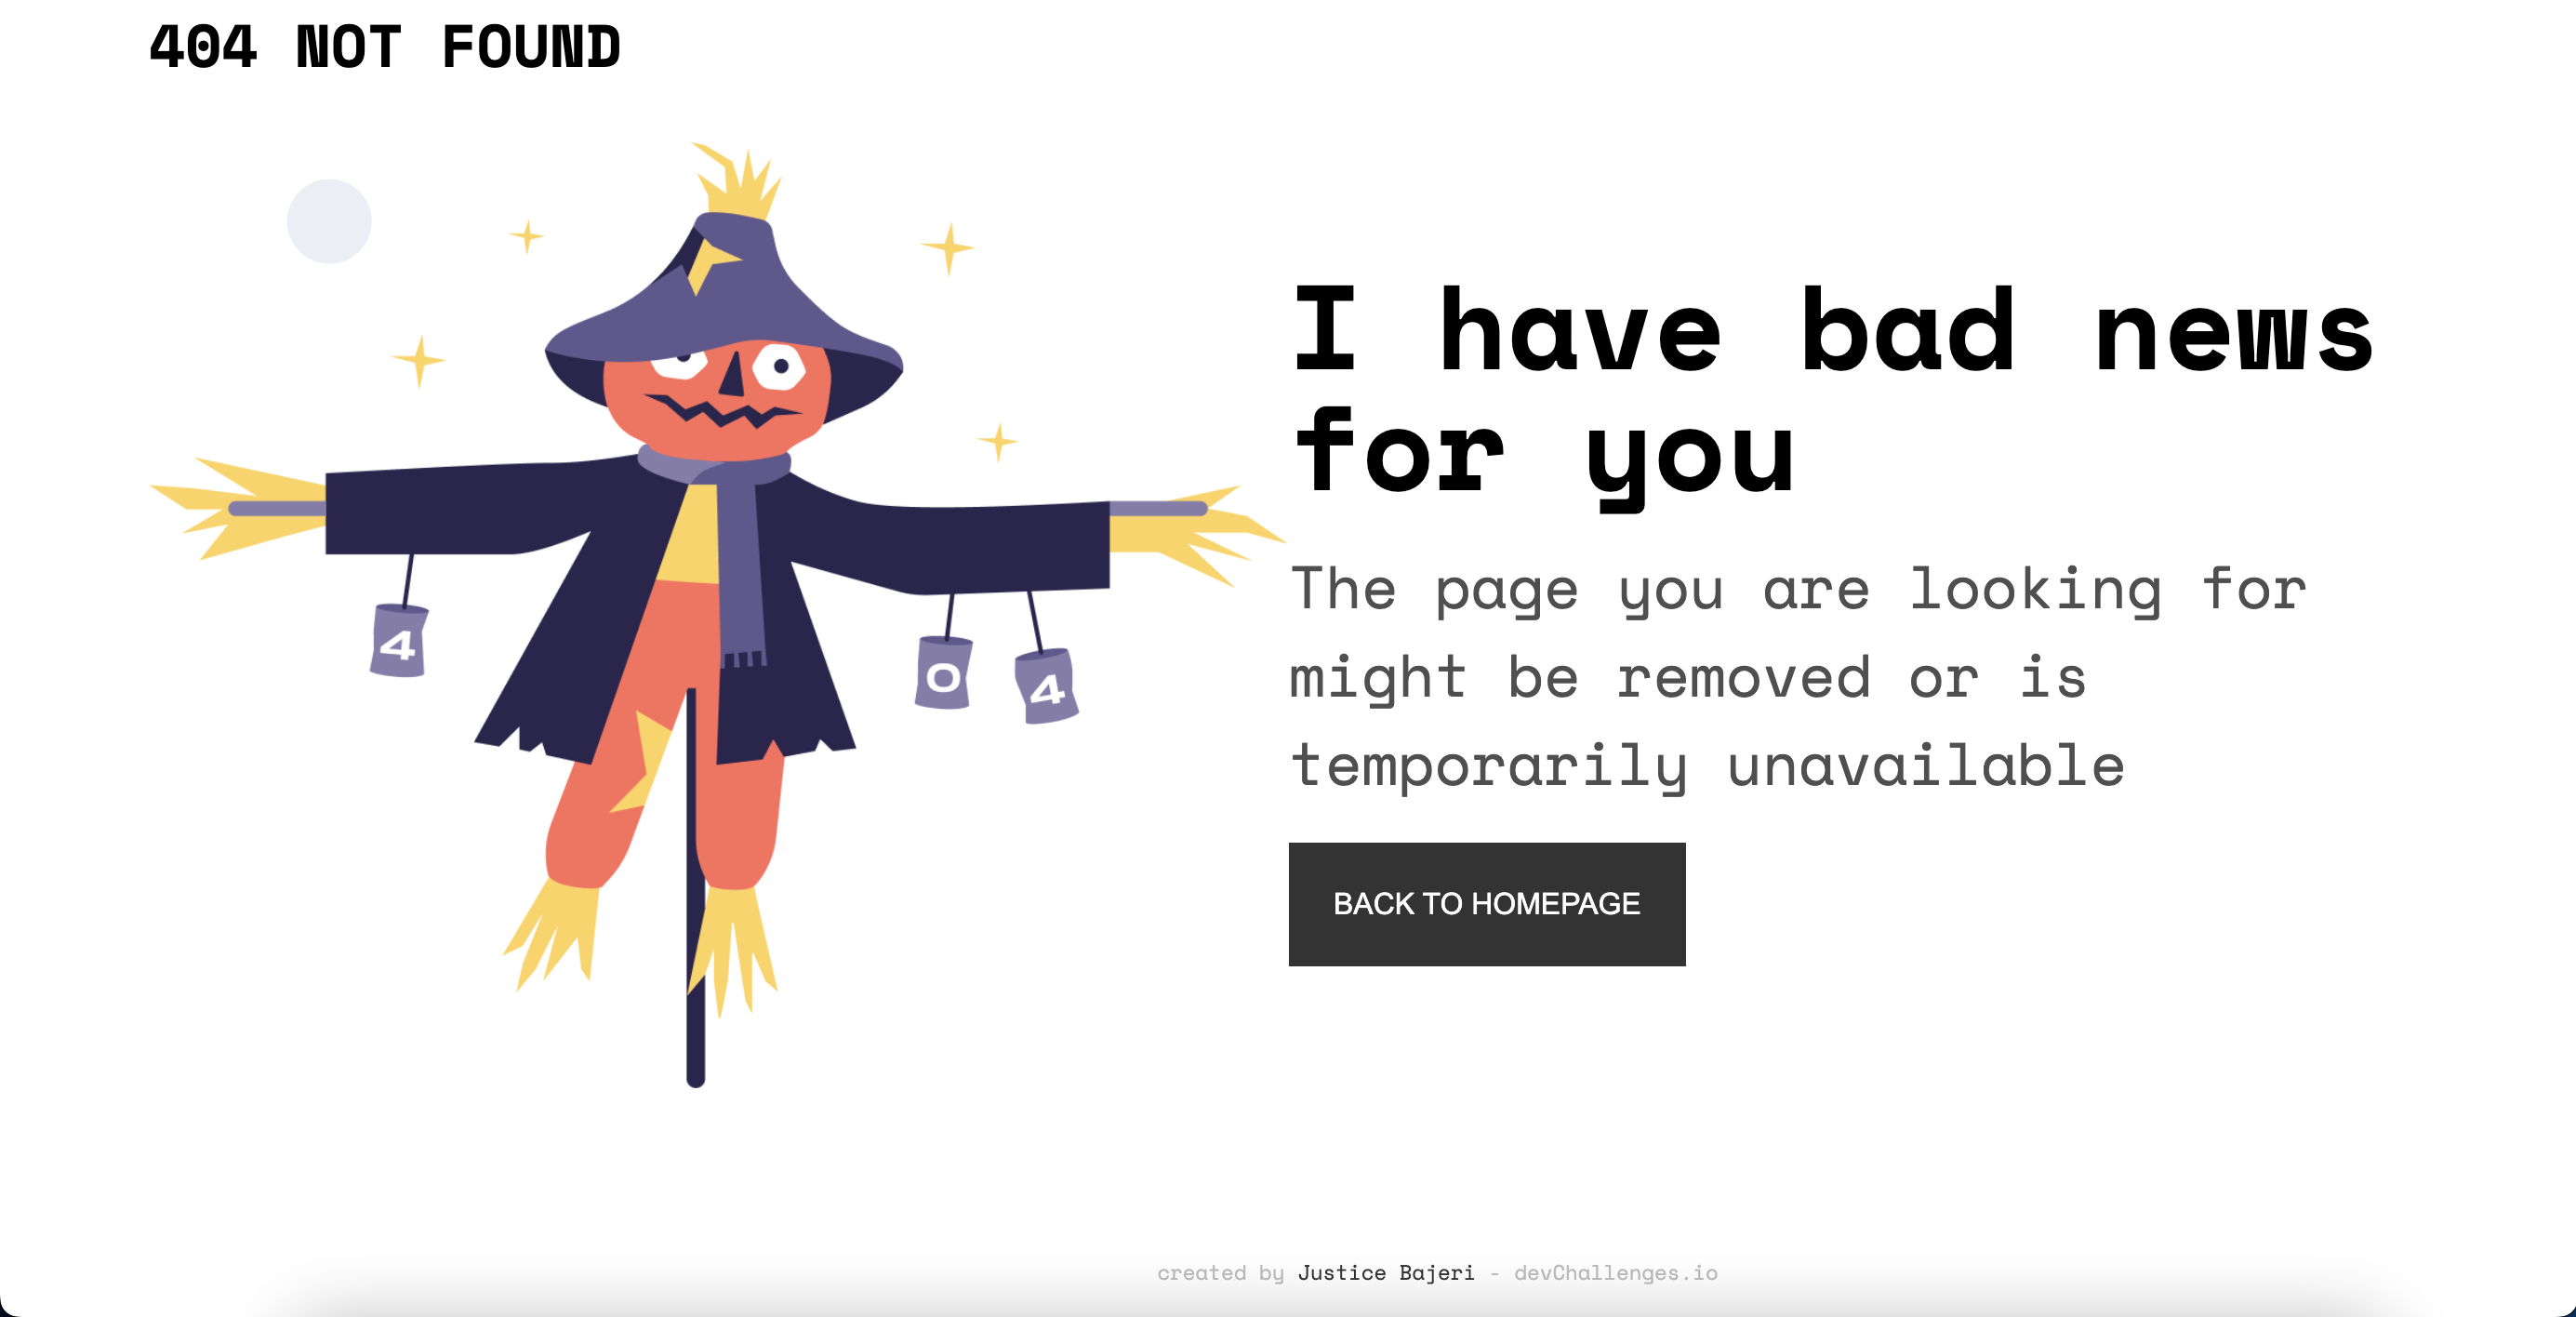 404 NOT FOUND
I have bad news
for you
The page you are looking for
might be removed or is
temporarily unavailable
4
0
4
BACK TO HOMEPAGE
created by Justice Bajeri - devChallenges.io